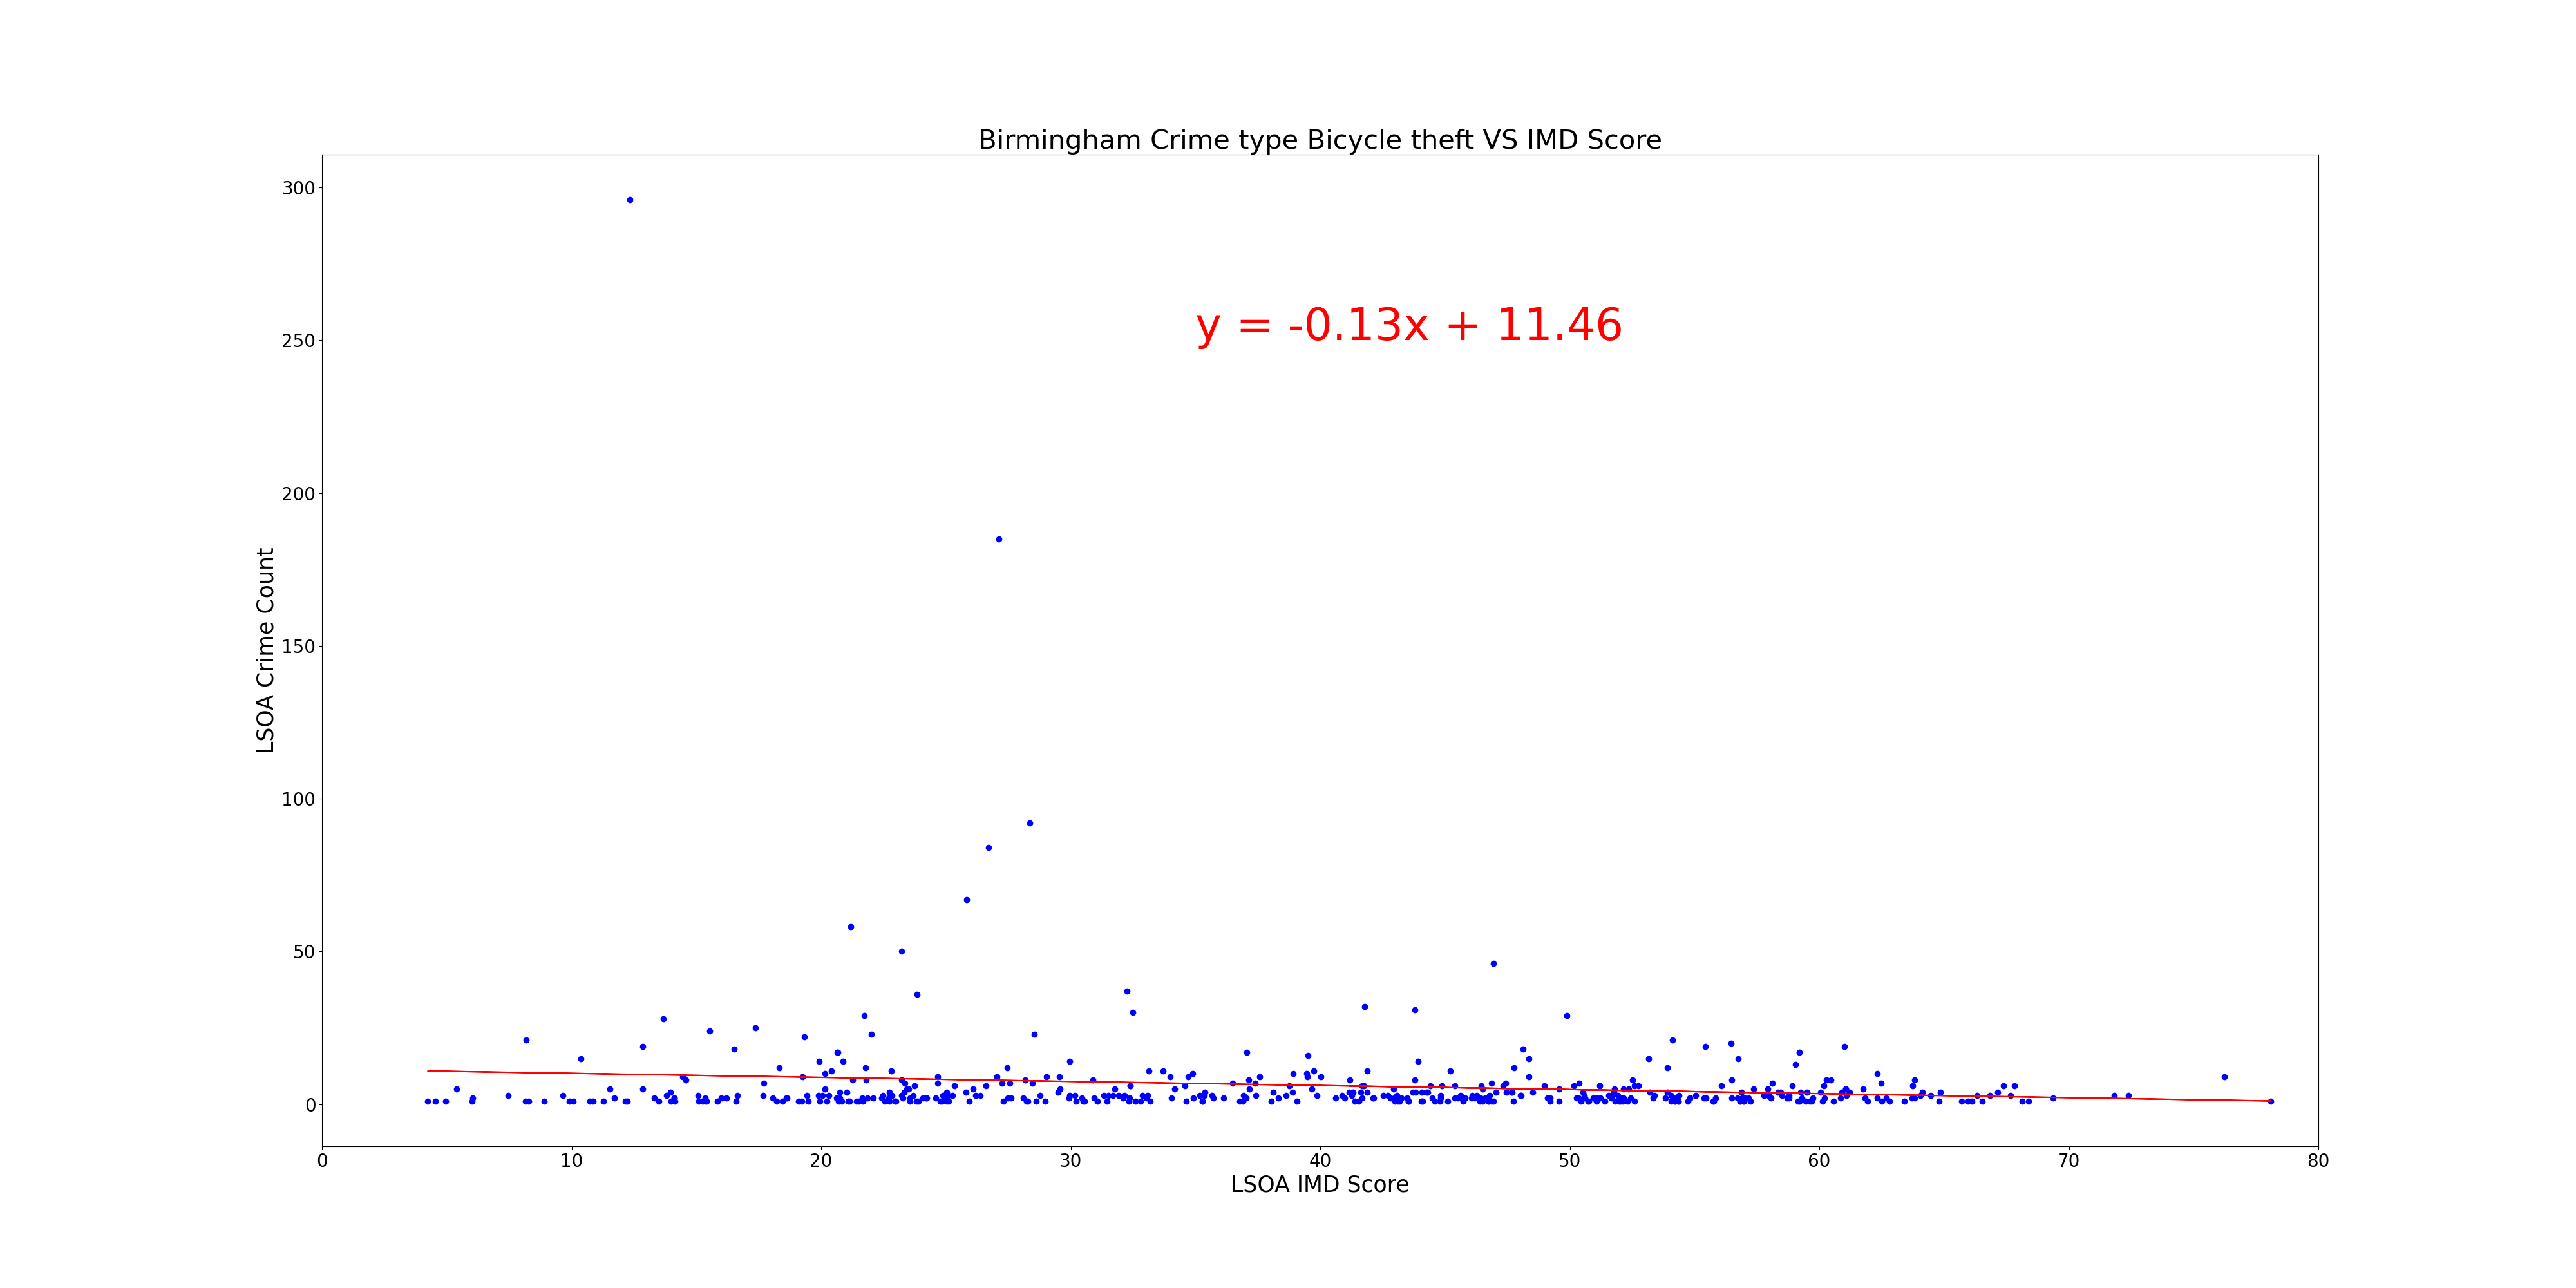 Birmingham Crime type Bicycle theft VS IMD Score
300
y = -0.13x + 11.46
250
200
LSOA Crime Count
150
100
50
0
0 10 20 30 40 50 60 70 80
LSOA IMD Score